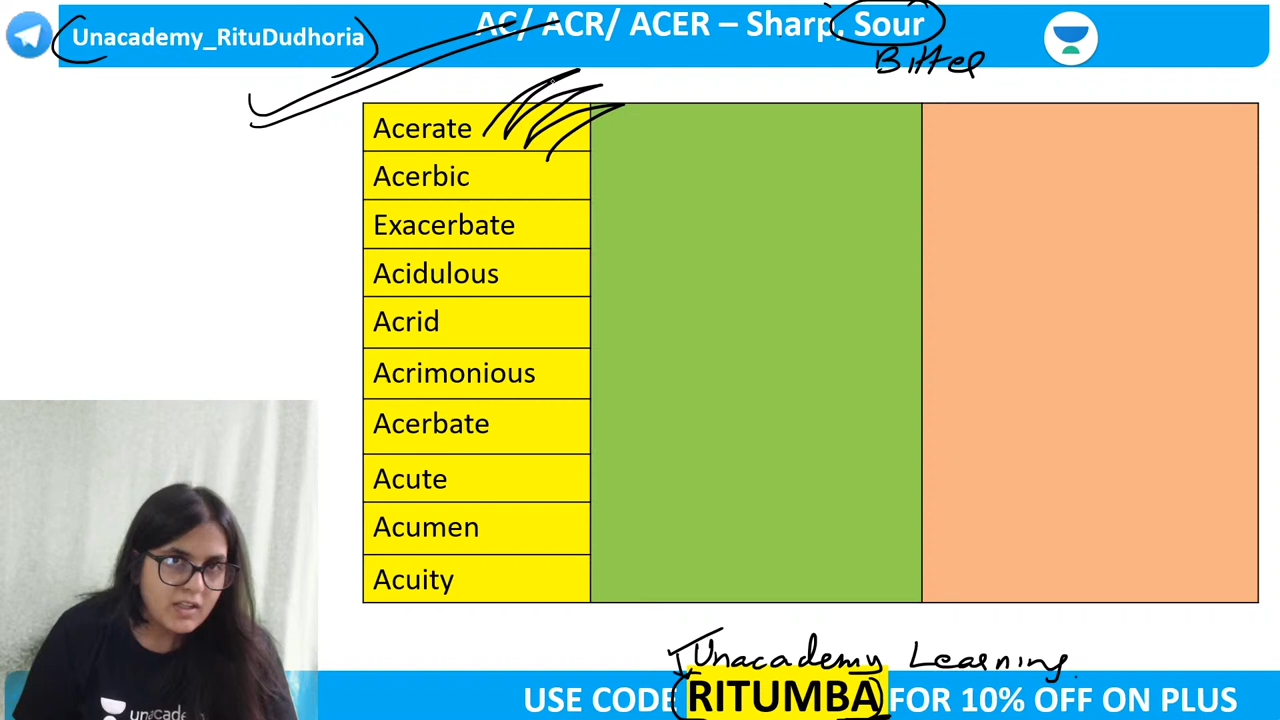 Unacademy_RituDudhoria
AC/ ACR/ ACER – Sharp, Sour
Bitter
Acerate
Acerbic
Exacerbate
Acidulous
Acrid
Acrimonious
Acerbate
Acute
Acumen
Acuity
Unacademy Learning.
USE CODE RITUMBA FOR 10% OFF ON PLUS
unacade